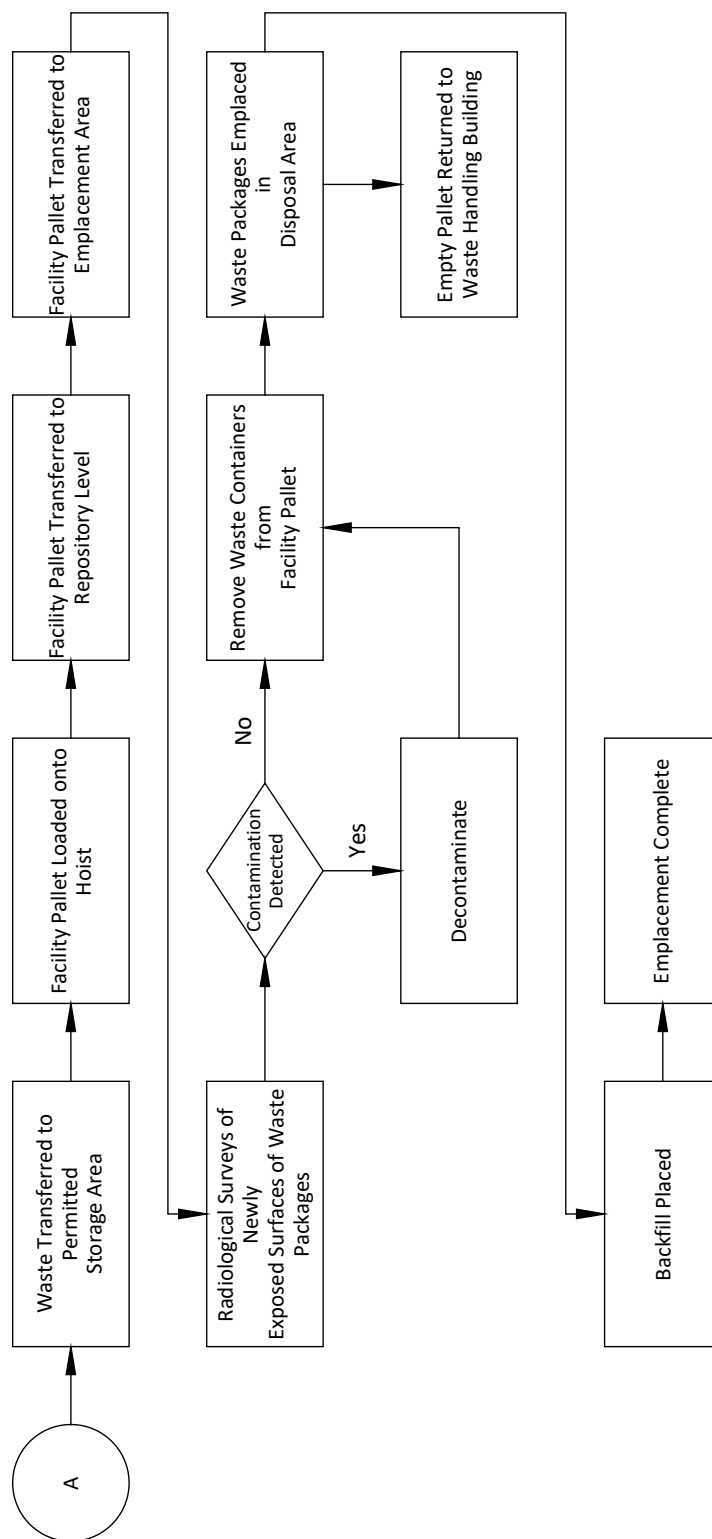 A
Waste Transferred to
Permitted
Storage Area
Facility Pallet Loaded onto
Hoist
Facility Pallet Transferred to
Repository Level
Facility Pallet Transferred to
Emplacement Area
Radiological Surveys of
Newly
Exposed Surfaces of Waste
Packages
Contamination
Detected
No
Yes
Decontaminate
Remove Waste Containers
from
Facility Pallet
Waste Packages Emplaced
in
Disposal Area
Empty Pallet Returned to
Waste Handling Building
Backfill Placed
Emplacement Complete